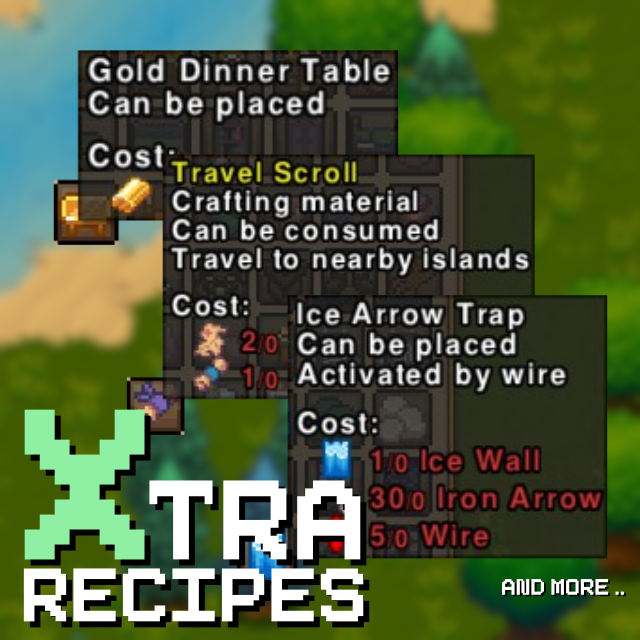 Gold Dinner Table
Can be placed
Cost:
Travel Scroll
Crafting material
Can be consumed
Travel to nearby islands
Cost:
2/0
1/0
Ice Arrow Trap
Can be placed
Activated by wire
Cost:
1/0 Ice Wall
30/0 Iron Arrow
5/0 Wire
XTRA
RECIPES
AND MORE ..